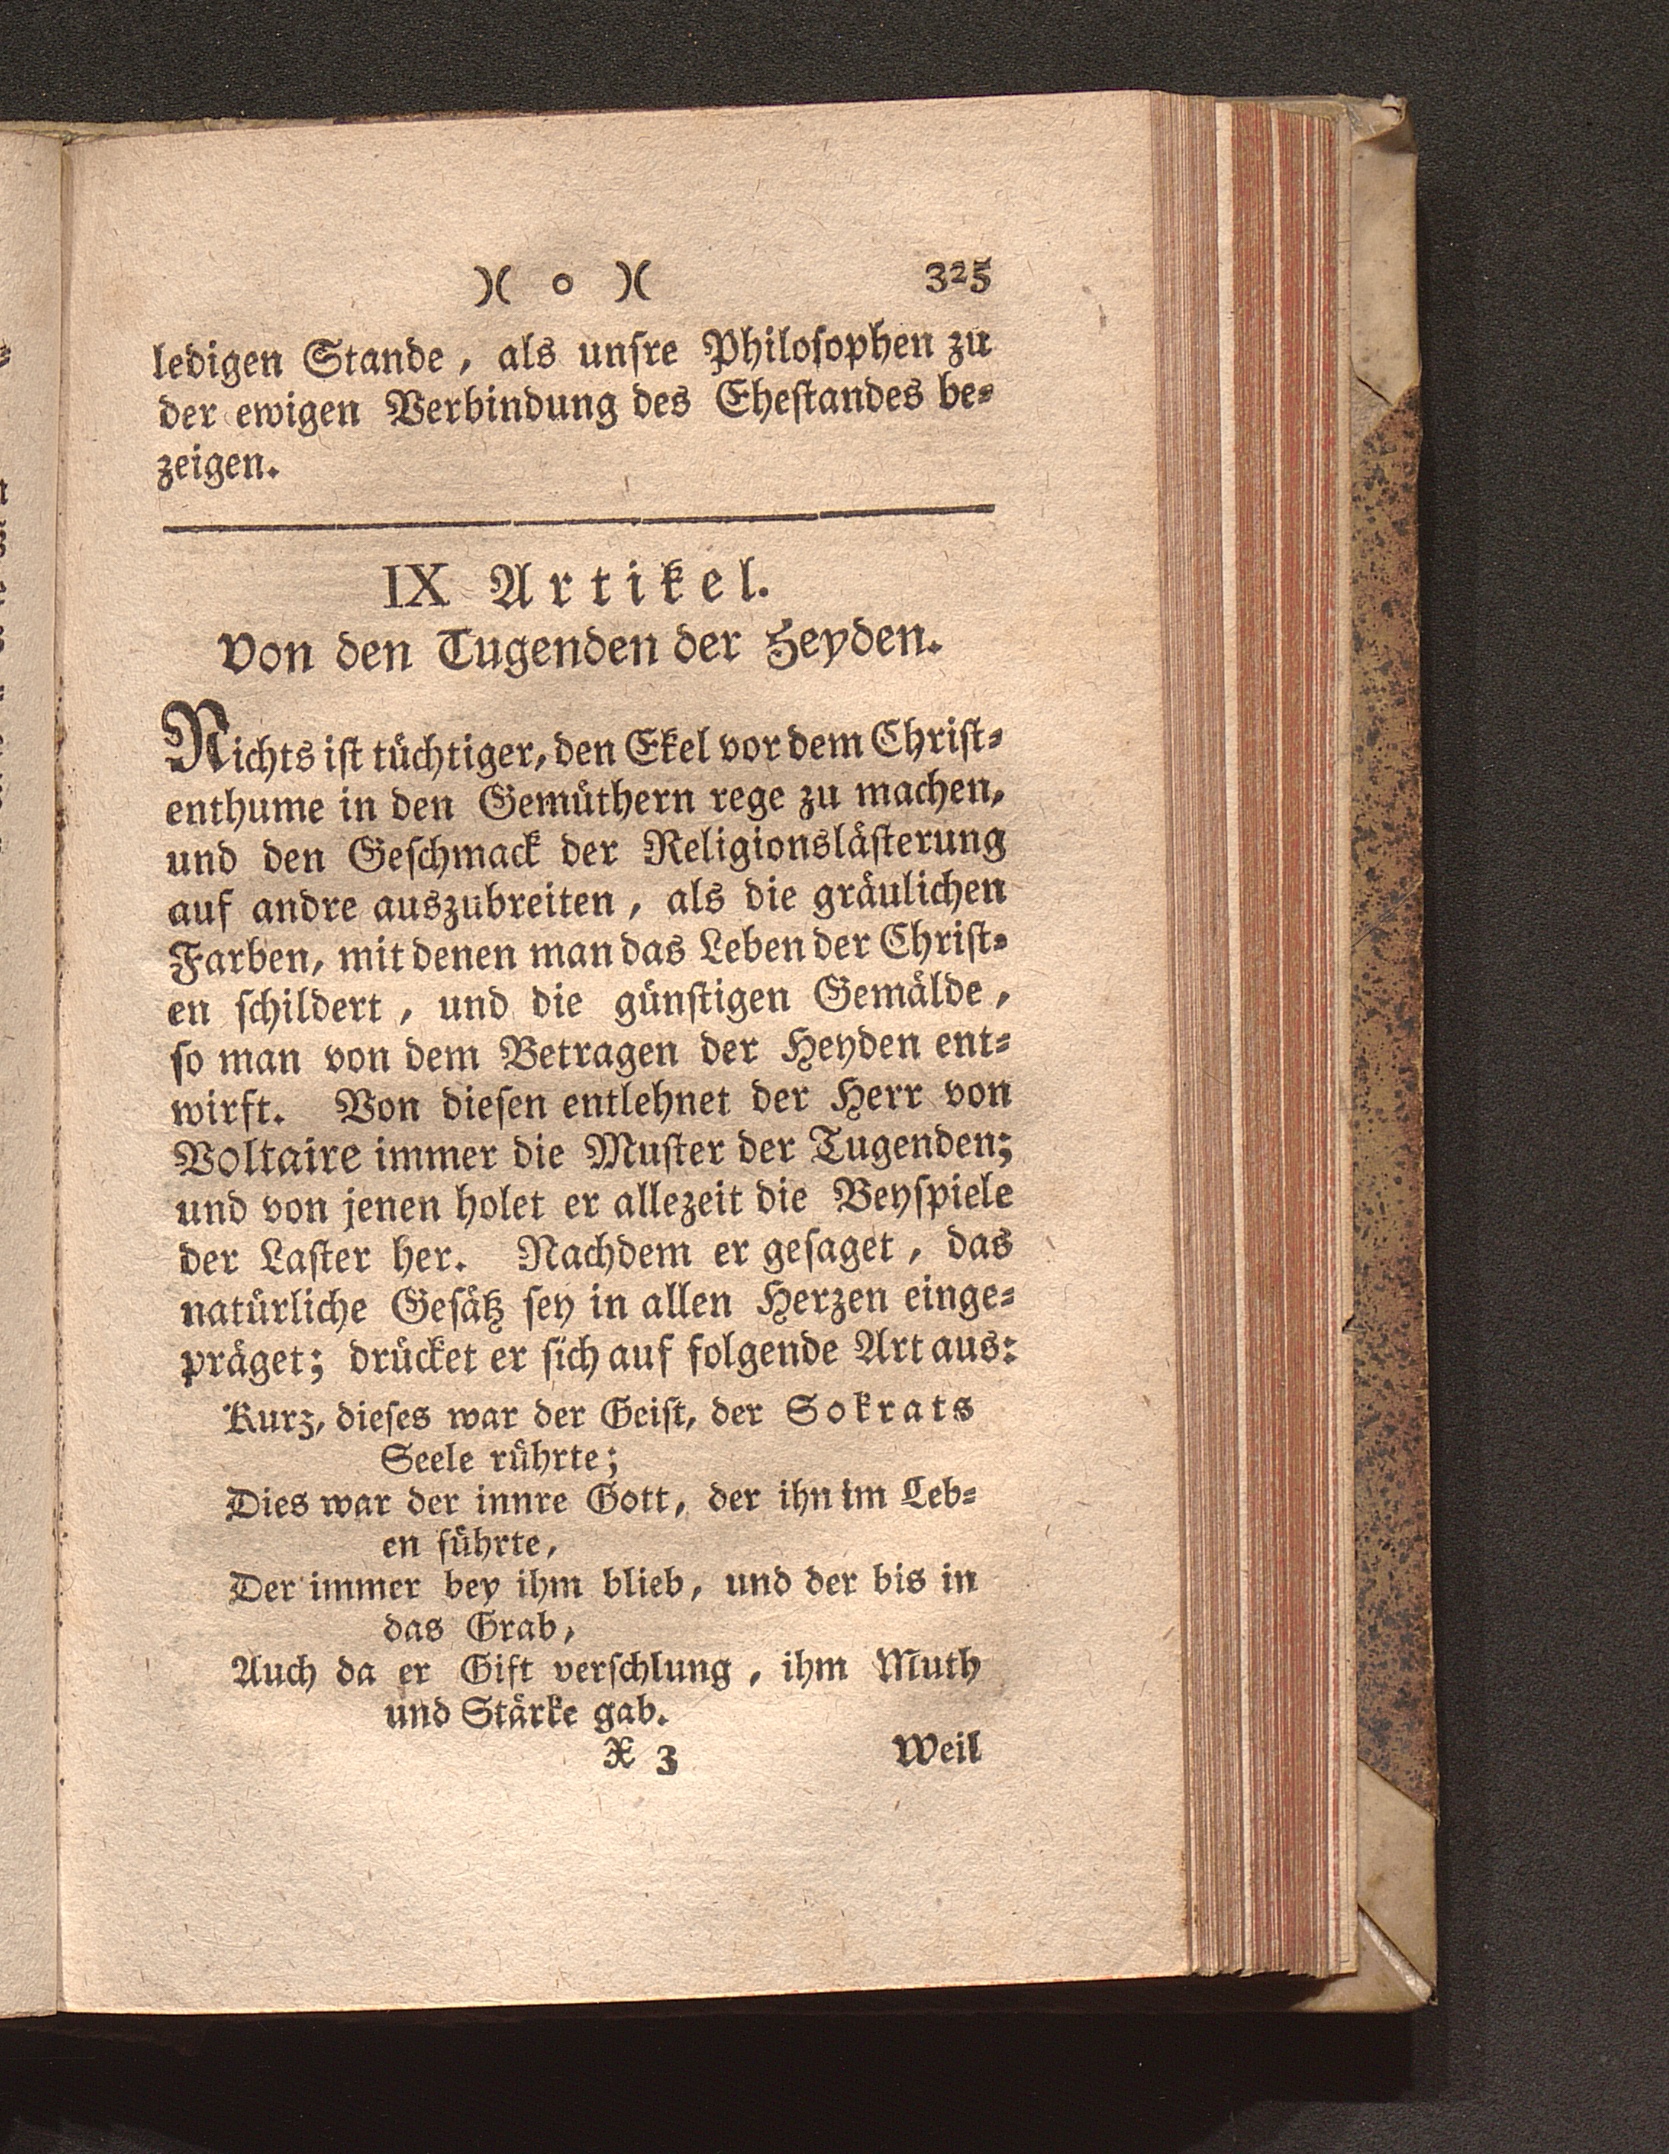 )( o )( 325
ledigen Stande, als unsre Philosophen zu
der ewigen Verbindung des Ehestandes be-
zeigen.
IX Artikel.
Von den Tugenden der Heyden.
Nichts ist tüchtiger, den Ekel vor dem Christ-
enthume in den Gemüthern rege zu machen,
und den Geschmack der Religionslästerung
auf andre auszubreiten, als die gräulichen
Farben, mit denen man das Leben der Christ-
en schildert, und die günstigen Gemälde,
so man von dem Betragen der Heyden ent-
wirft. Von diesen entlehnet der Herr von
Voltaire immer die Muster der Tugenden;
und von jenen holet er allezeit die Beyspiele
der Laster her. Nachdem er gesaget, das
natürliche Gesätz sey in allen Herzen einge-
präget; drücket er sich auf folgende Art aus:
Kurz, dieses war der Geist, der Sokrats
Seele rührte;
Dies war der innre Gott, der ihn im Leb-
en führte,
Der immer bey ihm blieb, und der bis in
das Grab,
Auch da er Gift verschlung, ihm Muth
und Stärke gab.
X 3 Weil